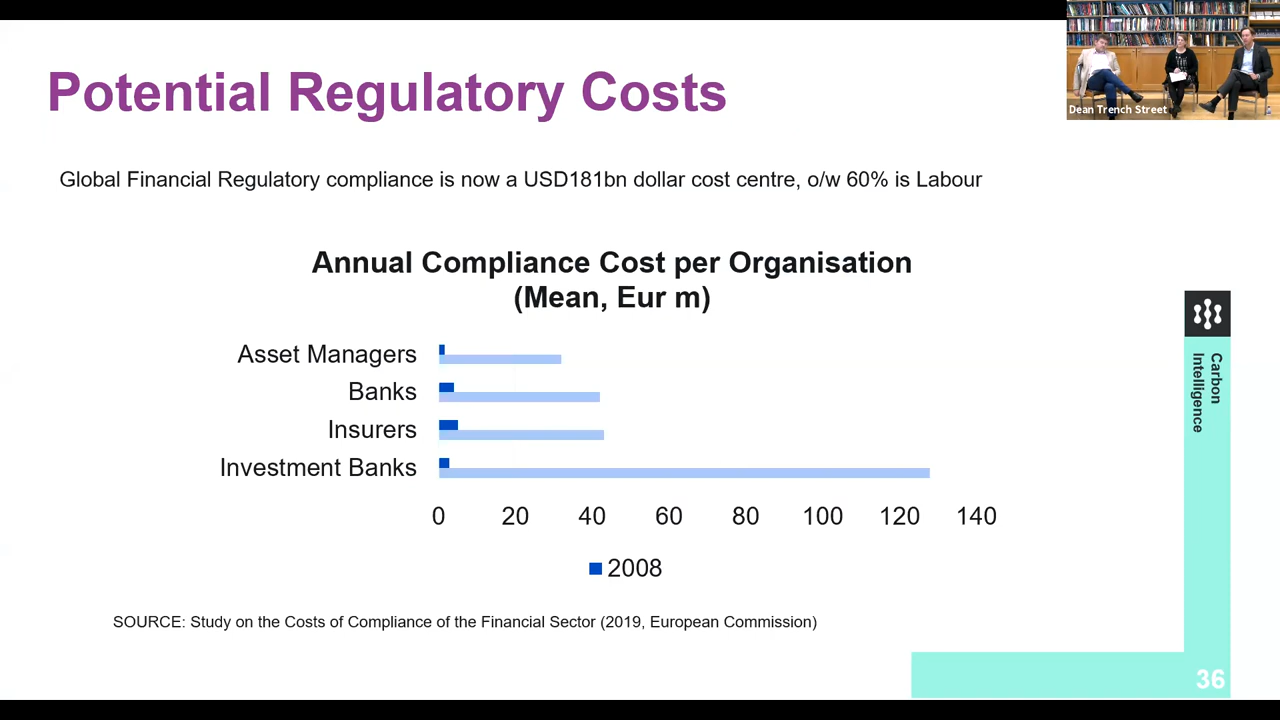 Potential Regulatory Costs
Dean Trench Street
Global Financial Regulatory compliance is now a USD181bn dollar cost centre, o/w 60% is Labour
Annual Compliance Cost per Organisation
(Mean, Eur m)
Asset Managers
Banks
Insurers
Investment Banks
0 20 40 60 80 100 120 140
2008
Carbon
Intelligence
SOURCE: Study on the Costs of Compliance of the Financial Sector (2019, European Commission)
36